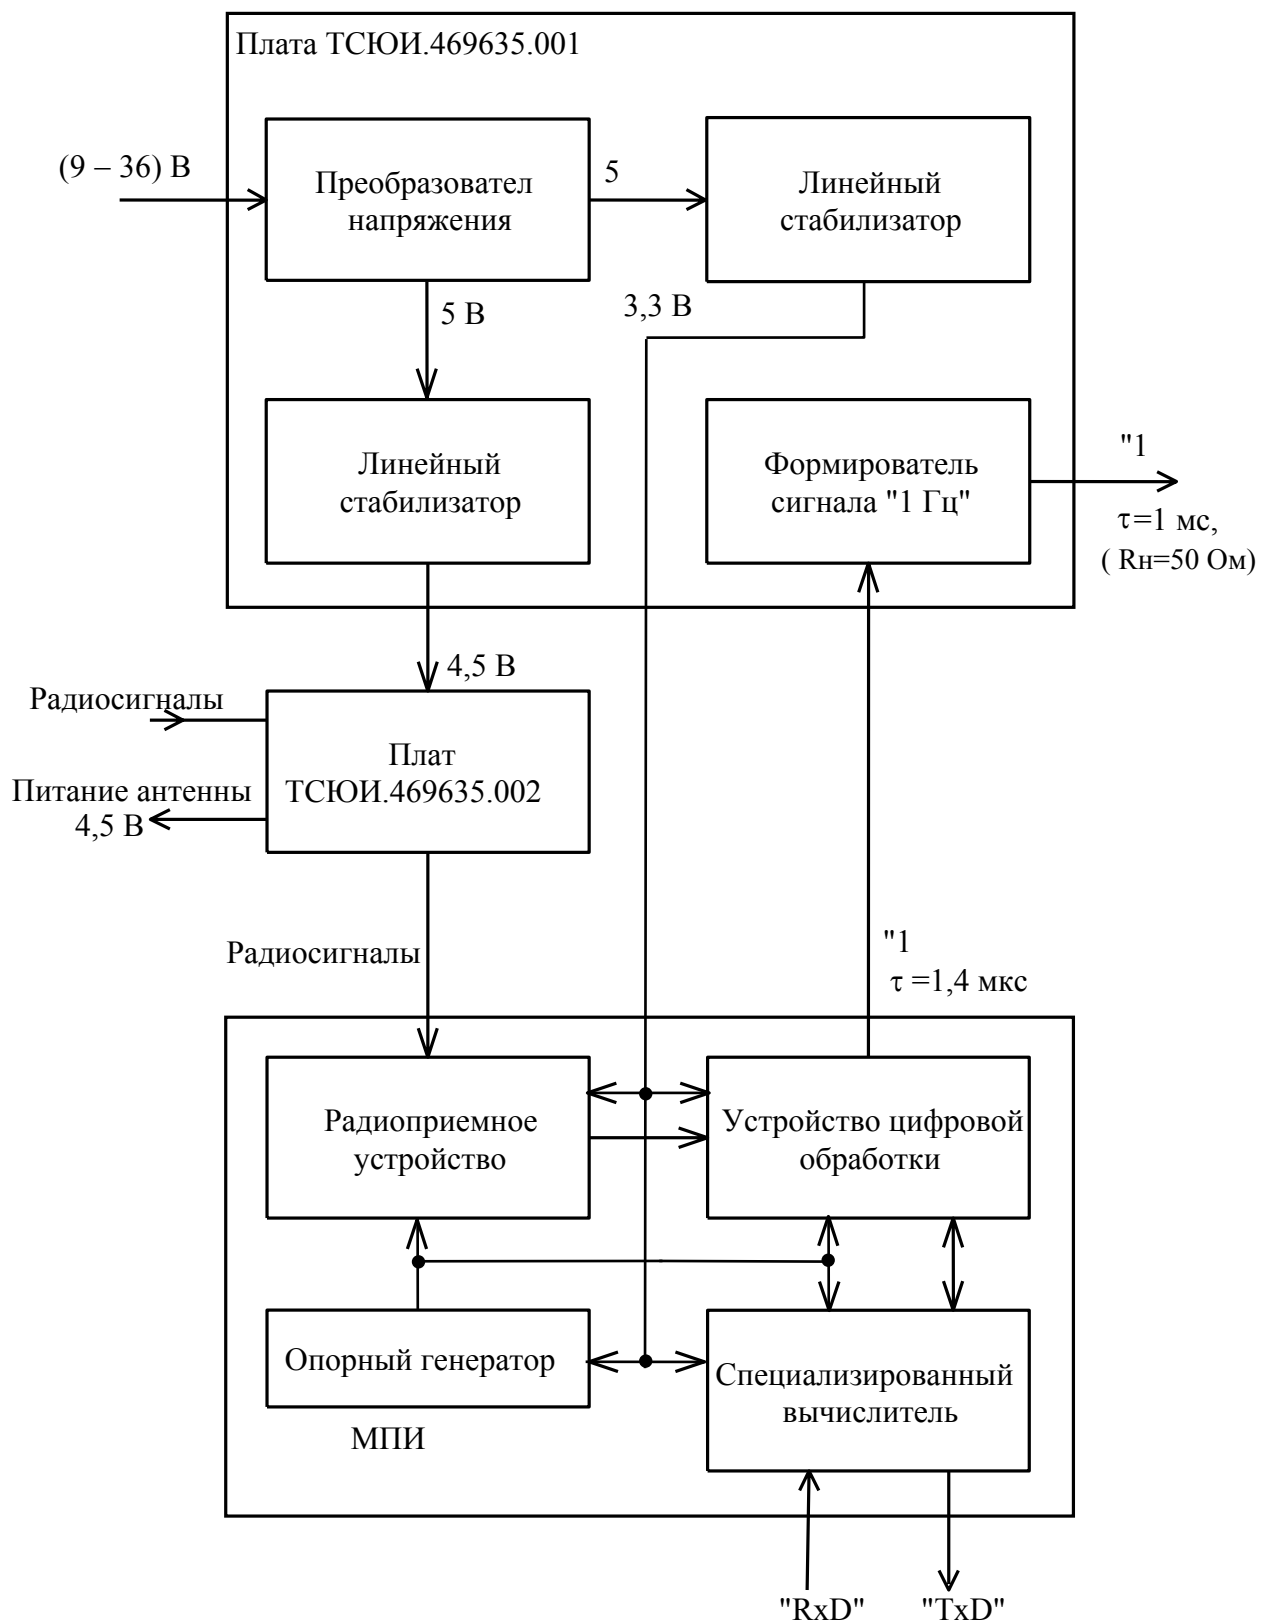 Плата ТСЮИ.469635.001
(9 – 36) В
Преобразовател
напряжения
5
Линейный
стабилизатор
5 В
3,3 В
Линейный
стабилизатор
Формирователь
сигнала "1 Гц"
"1
τ=1 мс,
( Rн=50 Ом)
4,5 В
Радиосигналы
Плат
ТСЮИ.469635.002
Питание антенны
4,5 В
Радиосигналы
"1
τ =1,4 мкс
Радиоприемное
устройство
Устройство цифровой
обработки
Опорный генератор
Специализированный
вычислитель
МПИ
"RxD"
"TxD"